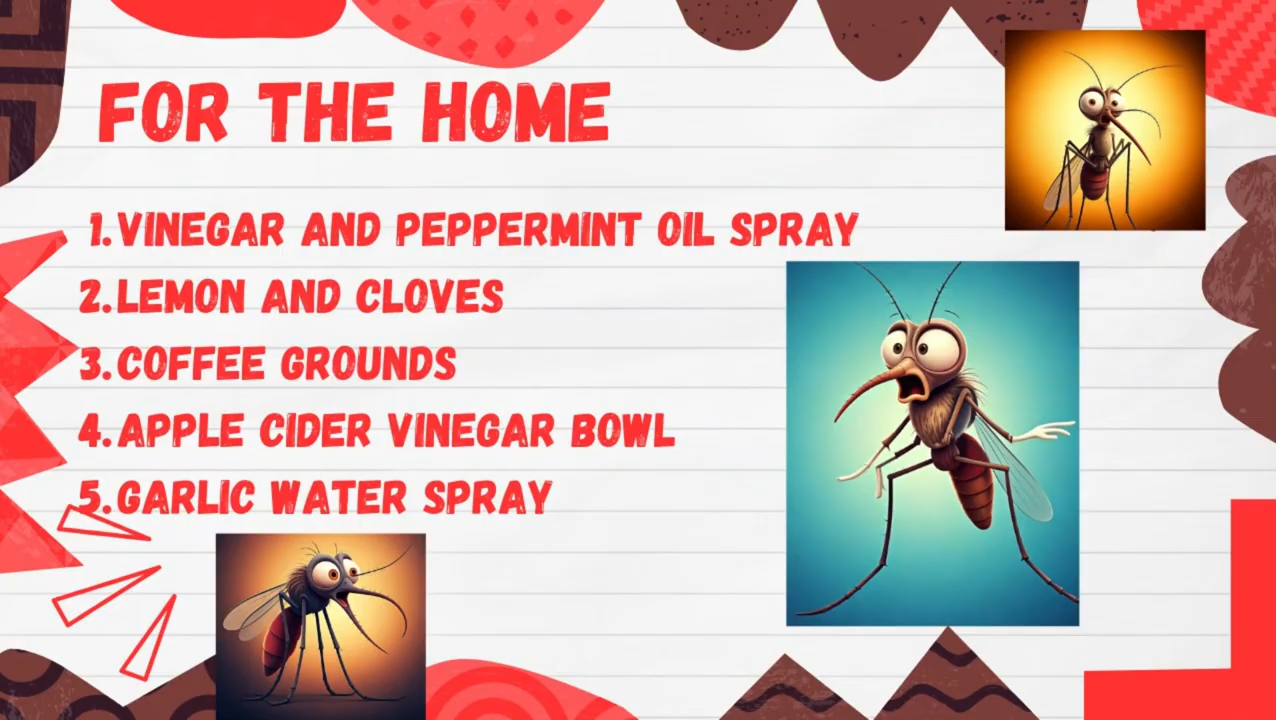 FOR THE HOME
1. VINEGAR AND PEPPERMINT OIL SPRAY
2. LEMON AND CLOVES
3. COFFEE GROUNDS
4. APPLE CIDER VINEGAR BOWL
5. GARLIC WATER SPRAY